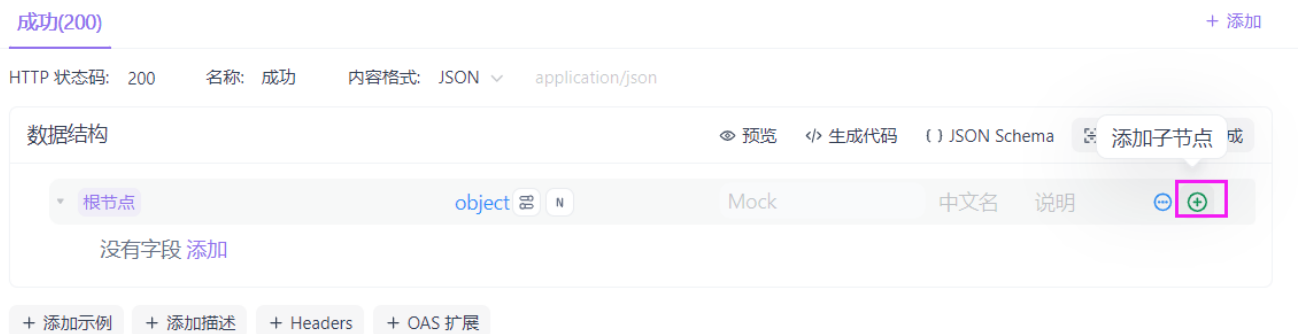 成功(200) + 添加
HTTP 状态码: 200 名称: 成功 内容格式: JSON application/json
数据结构 预览 </> 生成代码 { } JSON Schema 成
添加子节点
根节点 object N Mock 中文名 说明
没有字段 添加
+ 添加示例 + 添加描述 + Headers + OAS 扩展